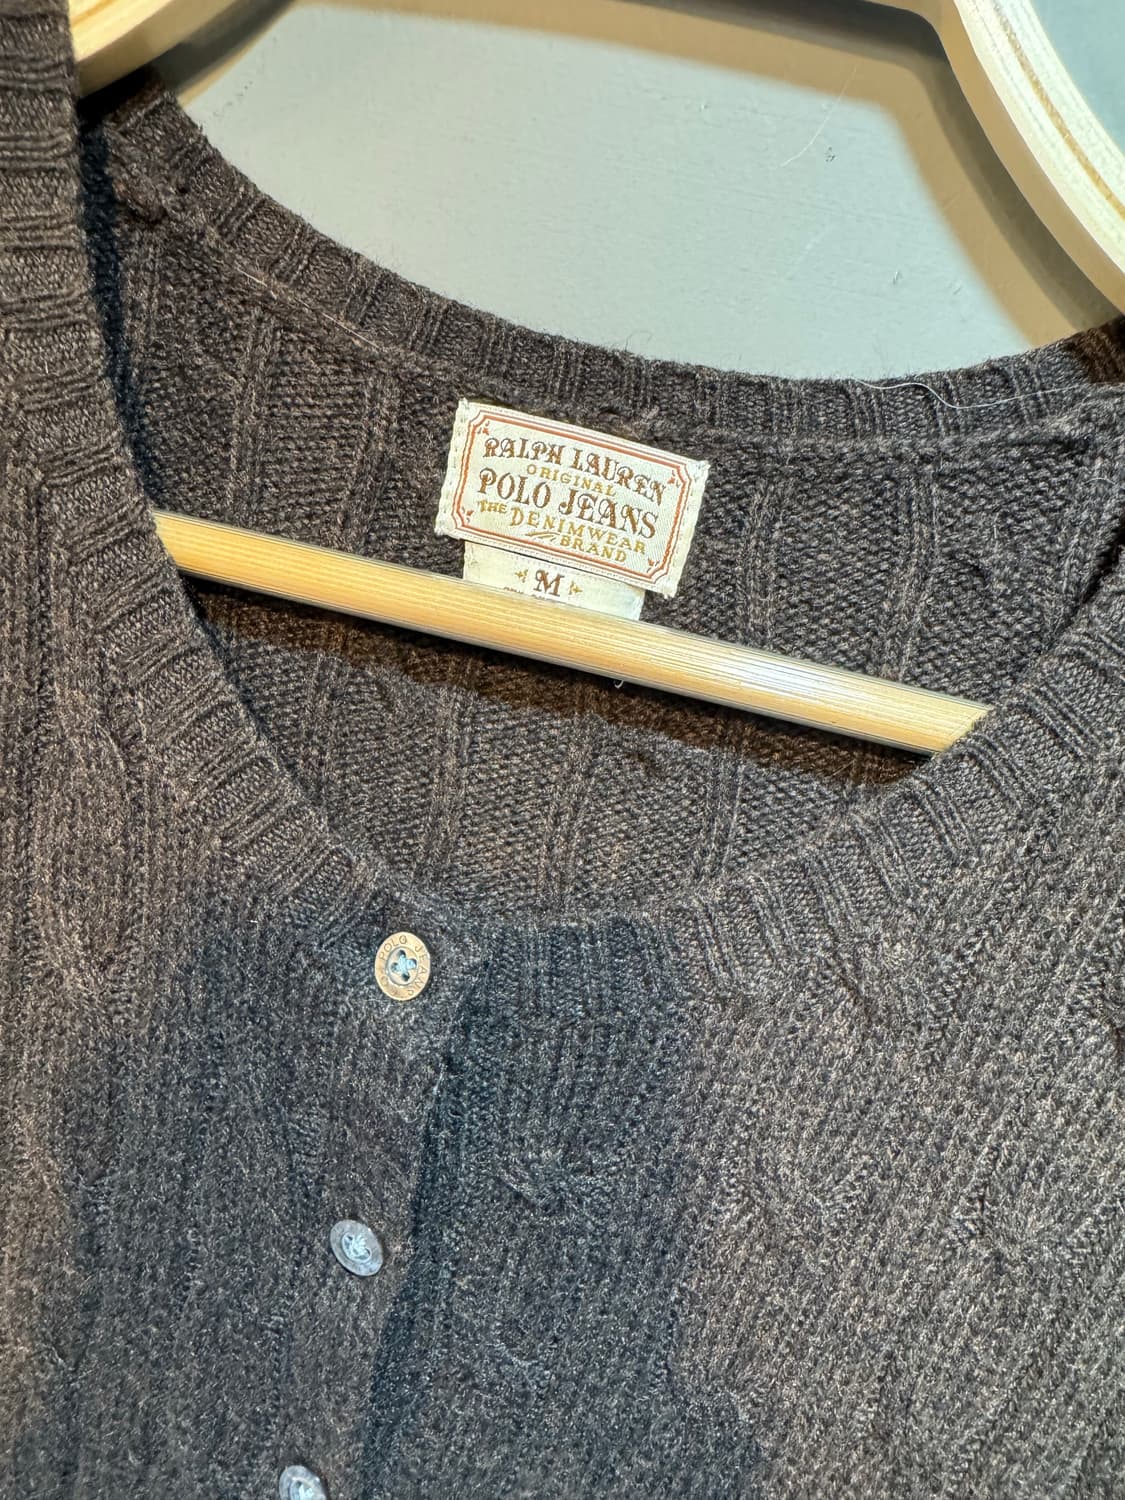 RALPH LAUREN
ORIGINAL
POLO JEANS
THE DENIMWEAR
BRAND
M
POLO JEANS